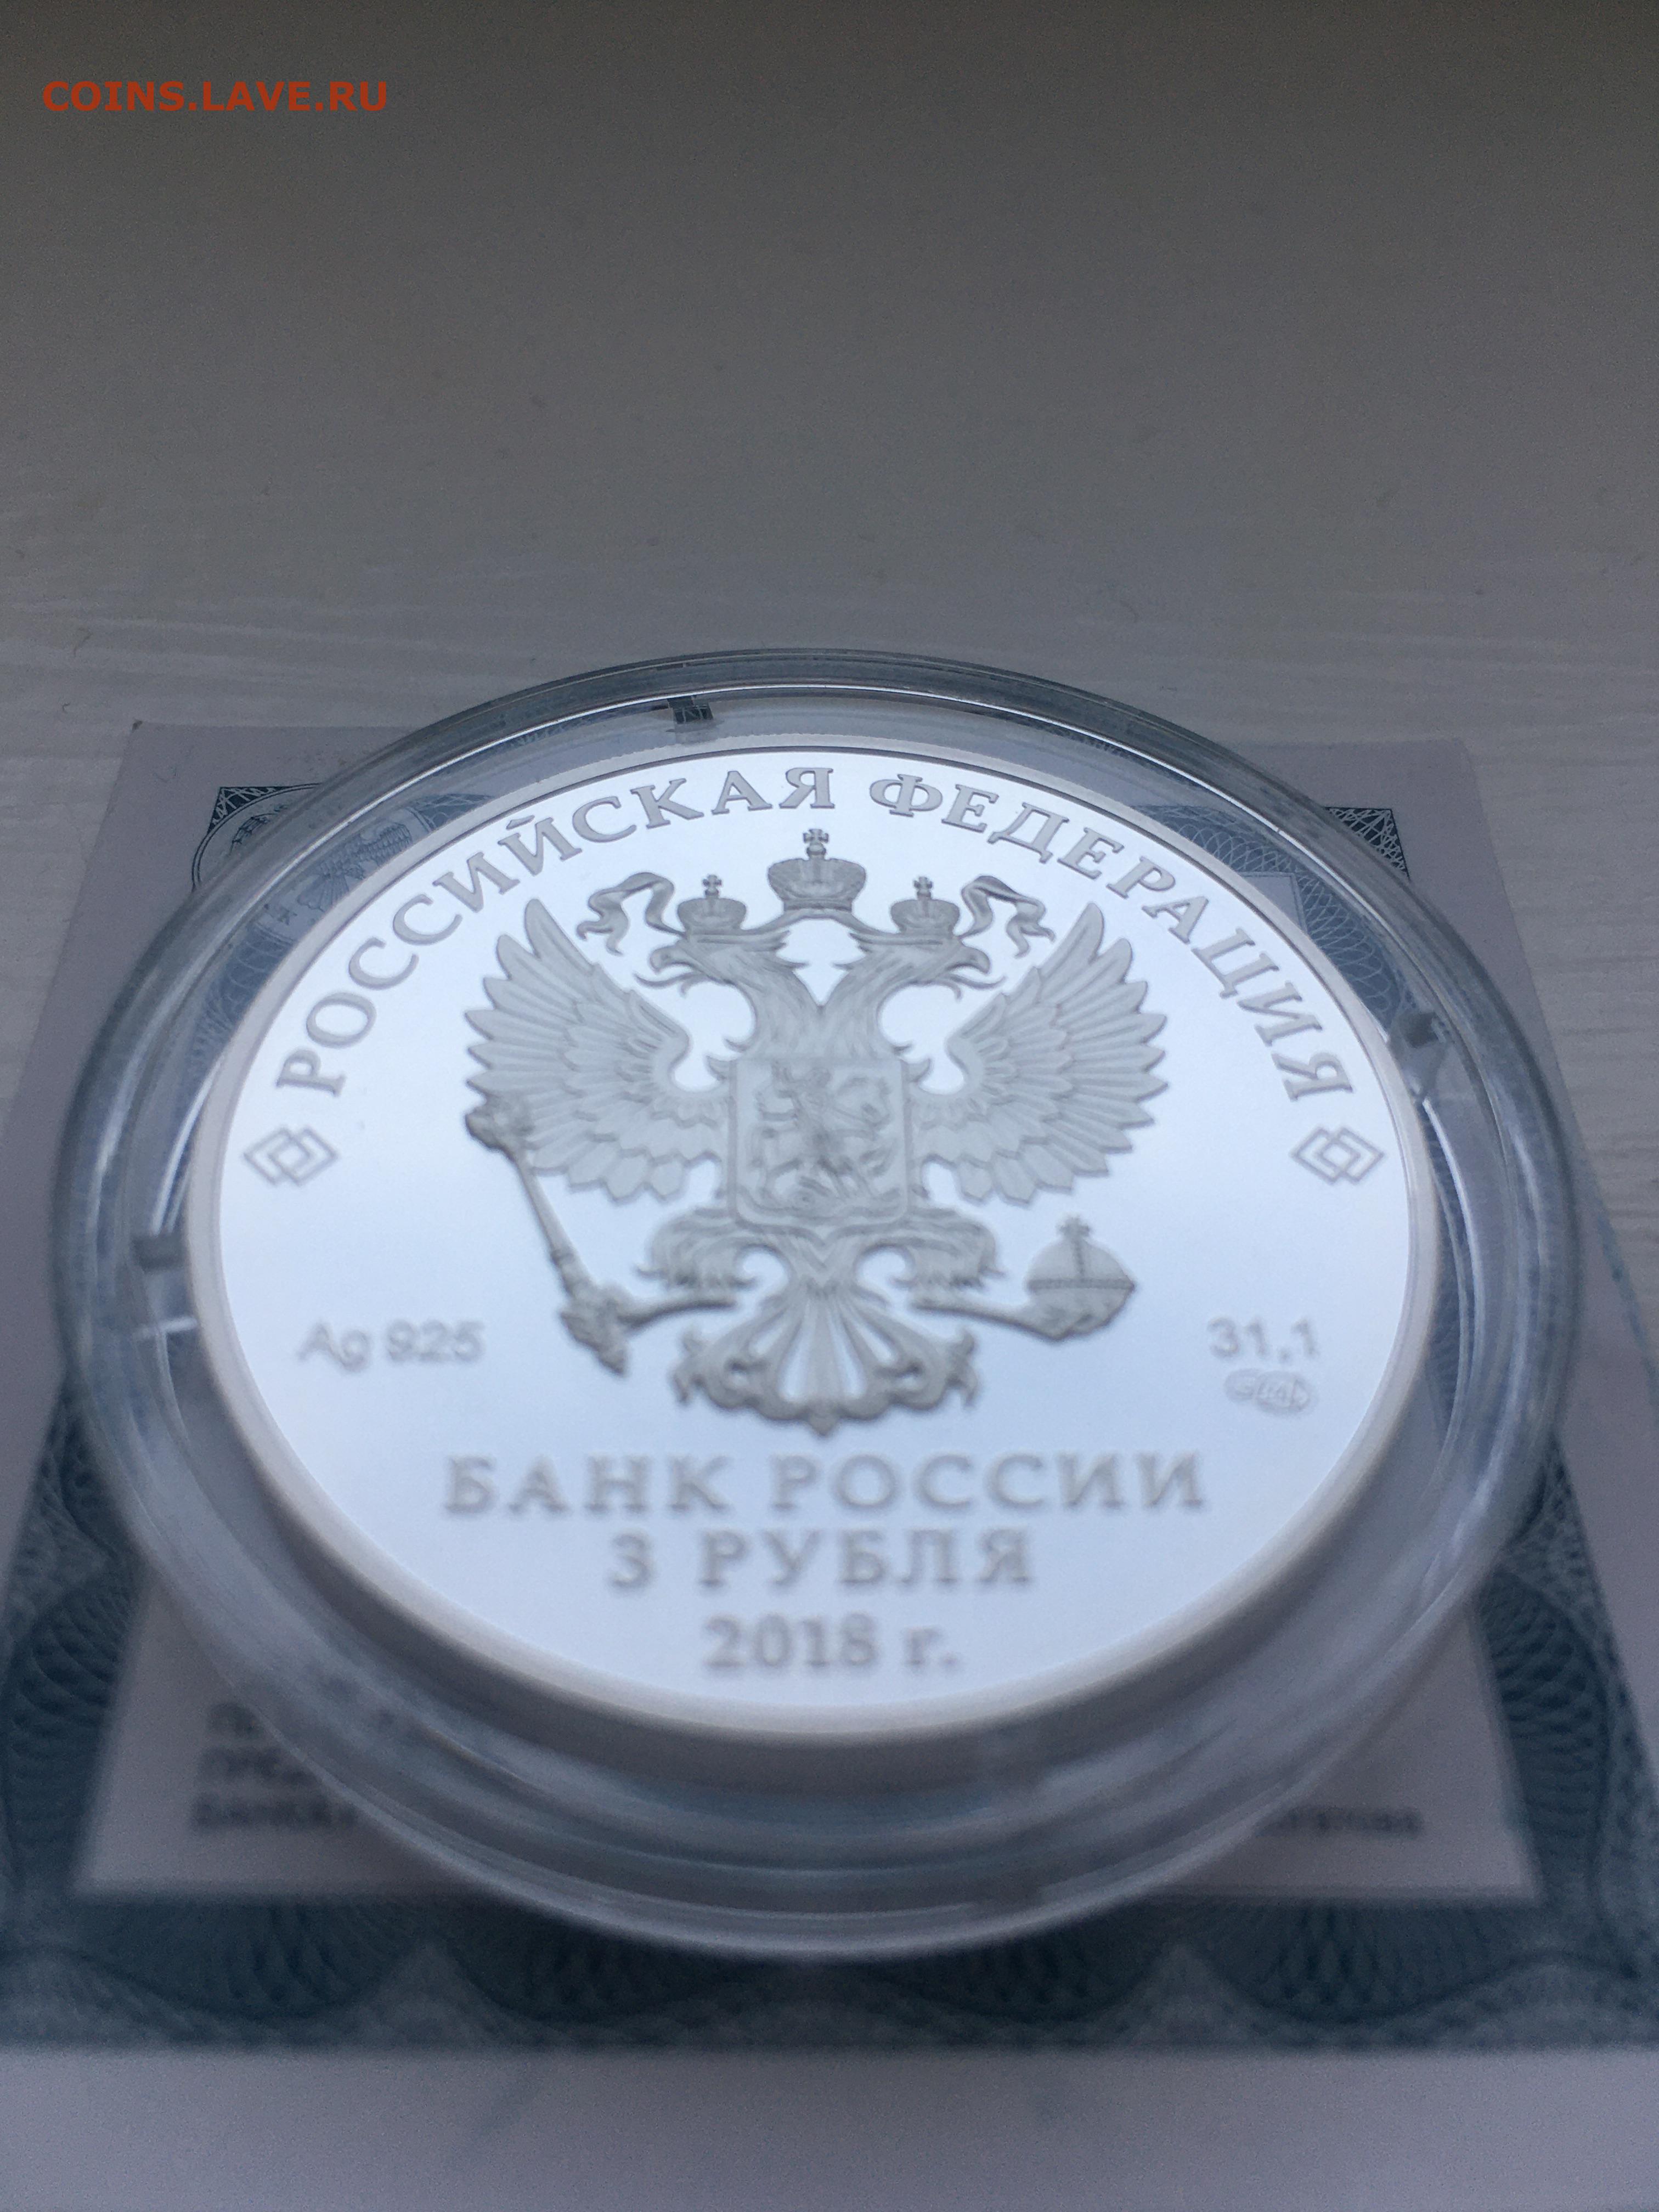 COINS.LAVE.RU
РОССИЙСКАЯ ФЕДЕРАЦИЯ
Ag 925
31,1
БАНК РОССИИ
3 РУБЛЯ
2018 г.